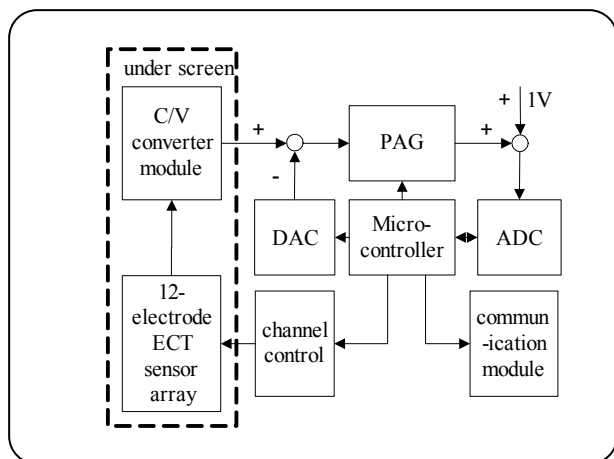 under screen
C/V
converter
module
+
-
PAG
+
+
1V
DAC
Micro-
controller
ADC
12-
electrode
ECT
sensor
array
channel
control
commun
-ication
module